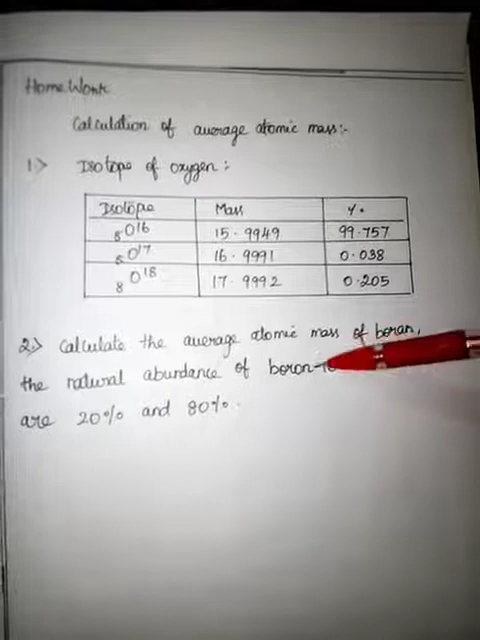 Home Work
Calculation of average atomic mass:-
1.> Isotope of oxygen:
Isotope Mass %.
8O16 15.9949 99.757
8O17 16.9991 0.038
8O18 17.9992 0.205
2.> Calculate the average atomic mass of boran,
the natural abundance of boron-
are 20% and 80%.